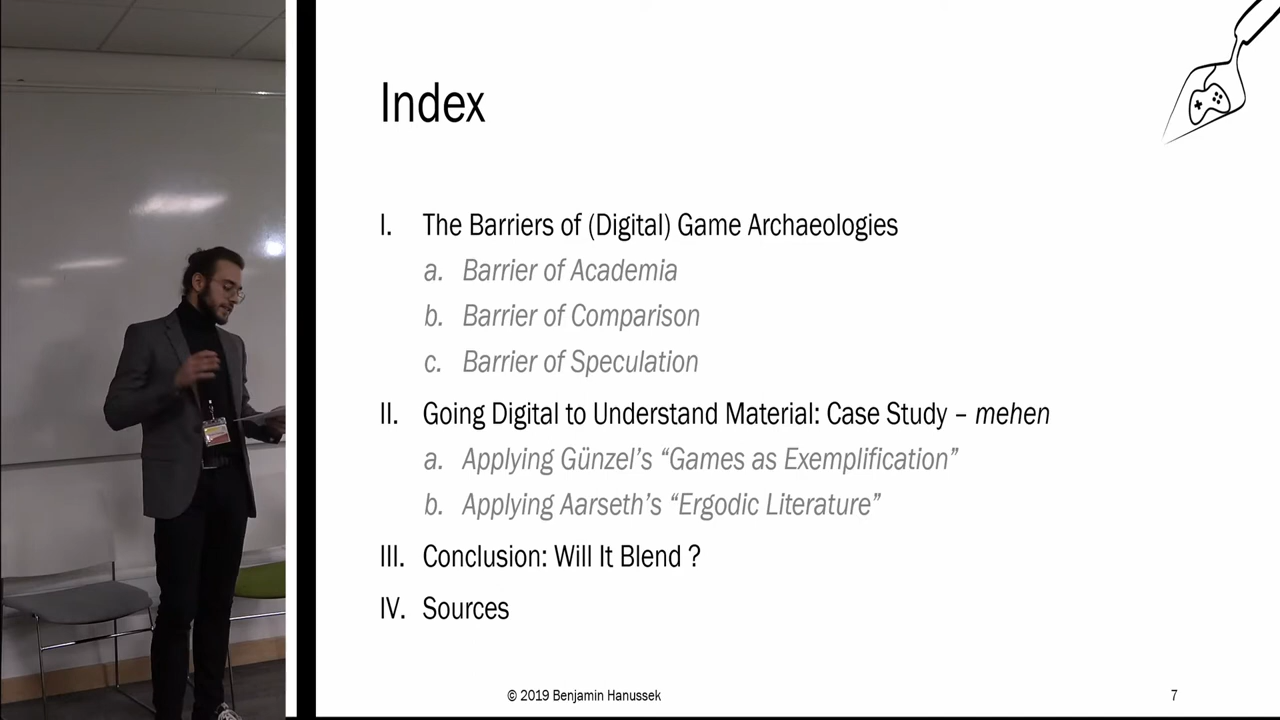 Index
I. The Barriers of (Digital) Game Archaeologies
a. Barrier of Academia
b. Barrier of Comparison
c. Barrier of Speculation
II. Going Digital to Understand Material: Case Study – mehen
a. Applying Günzel’s “Games as Exemplification”
b. Applying Aarseth’s “Ergodic Literature”
III. Conclusion: Will It Blend ?
IV. Sources
© 2019 Benjamin Hanussek
7